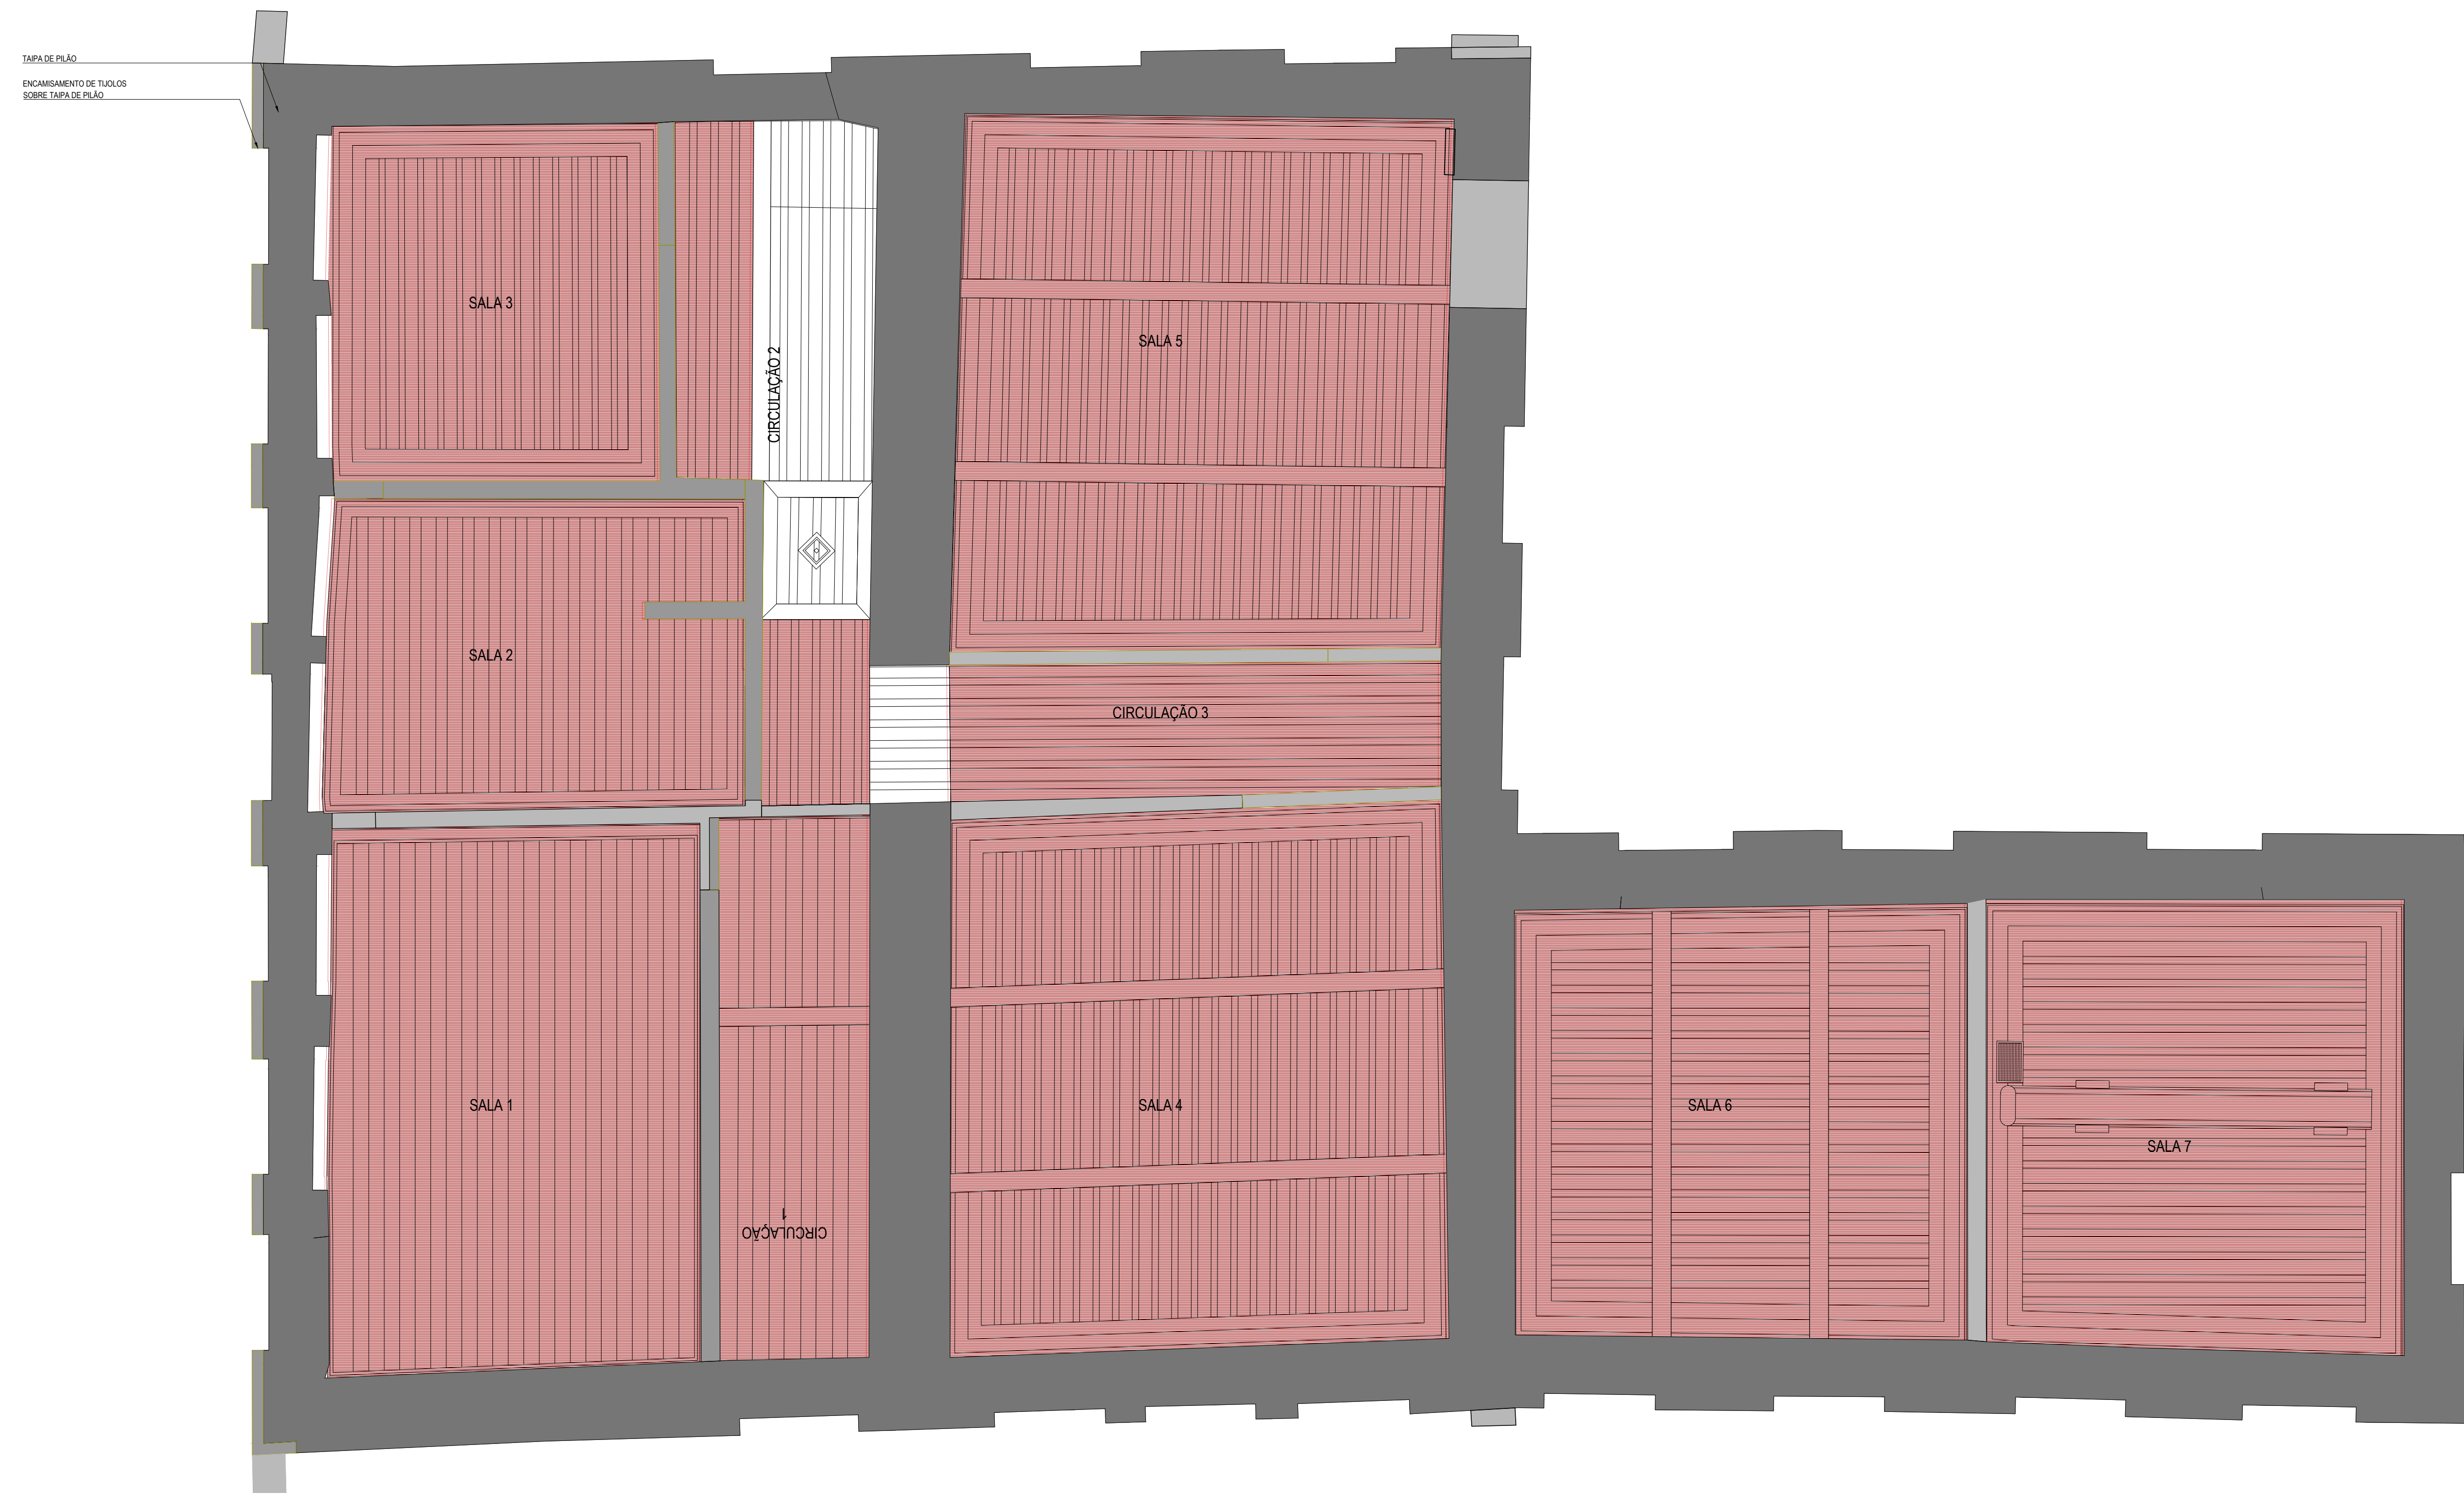 TAIPA DE PILÃO
ENCAMISAMENTO DE TIJOLOS
SOBRE TAIPA DE PILÃO
SALA 3
CIRCULAÇÃO 2
SALA 5
SALA 2
CIRCULAÇÃO 3
SALA 1
SALA 4
SALA 6
SALA 7
CIRCULAÇÃO
1